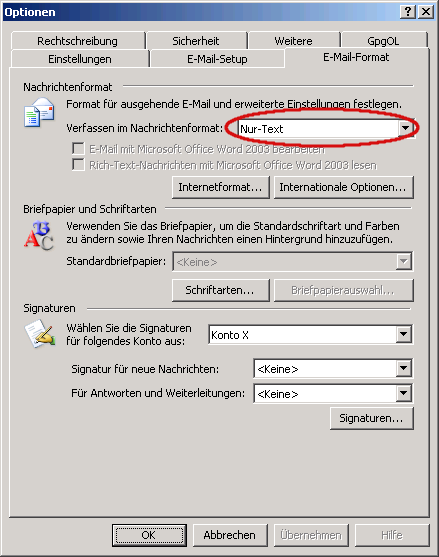 Optionen
Rechtschreibung Sicherheit Weitere GpgOL
Einstellungen E-Mail-Setup E-Mail-Format
Nachrichtenformat
Format für ausgehende E-Mail und erweiterte Einstellungen festlegen.
Verfassen im Nachrichtenformat: Nur-Text
E-Mail mit Microsoft Office Word 2003 bearbeiten
Rich-Text-Nachrichten mit Microsoft Office Word 2003 lesen
Internetformat... Internationale Optionen...
Briefpapier und Schriftarten
Verwenden Sie das Briefpapier, um die Standardschriftart und Farben
zu ändern sowie Ihren Nachrichten einen Hintergrund hinzuzufügen.
Standardbriefpapier: <Keine>
Schriftarten... Briefpapierauswahl...
Signaturen
Wählen Sie die Signaturen
für folgendes Konto aus: Konto X
Signatur für neue Nachrichten: <Keine>
Für Antworten und Weiterleitungen: <Keine>
Signaturen...
OK Abbrechen Übernehmen Hilfe